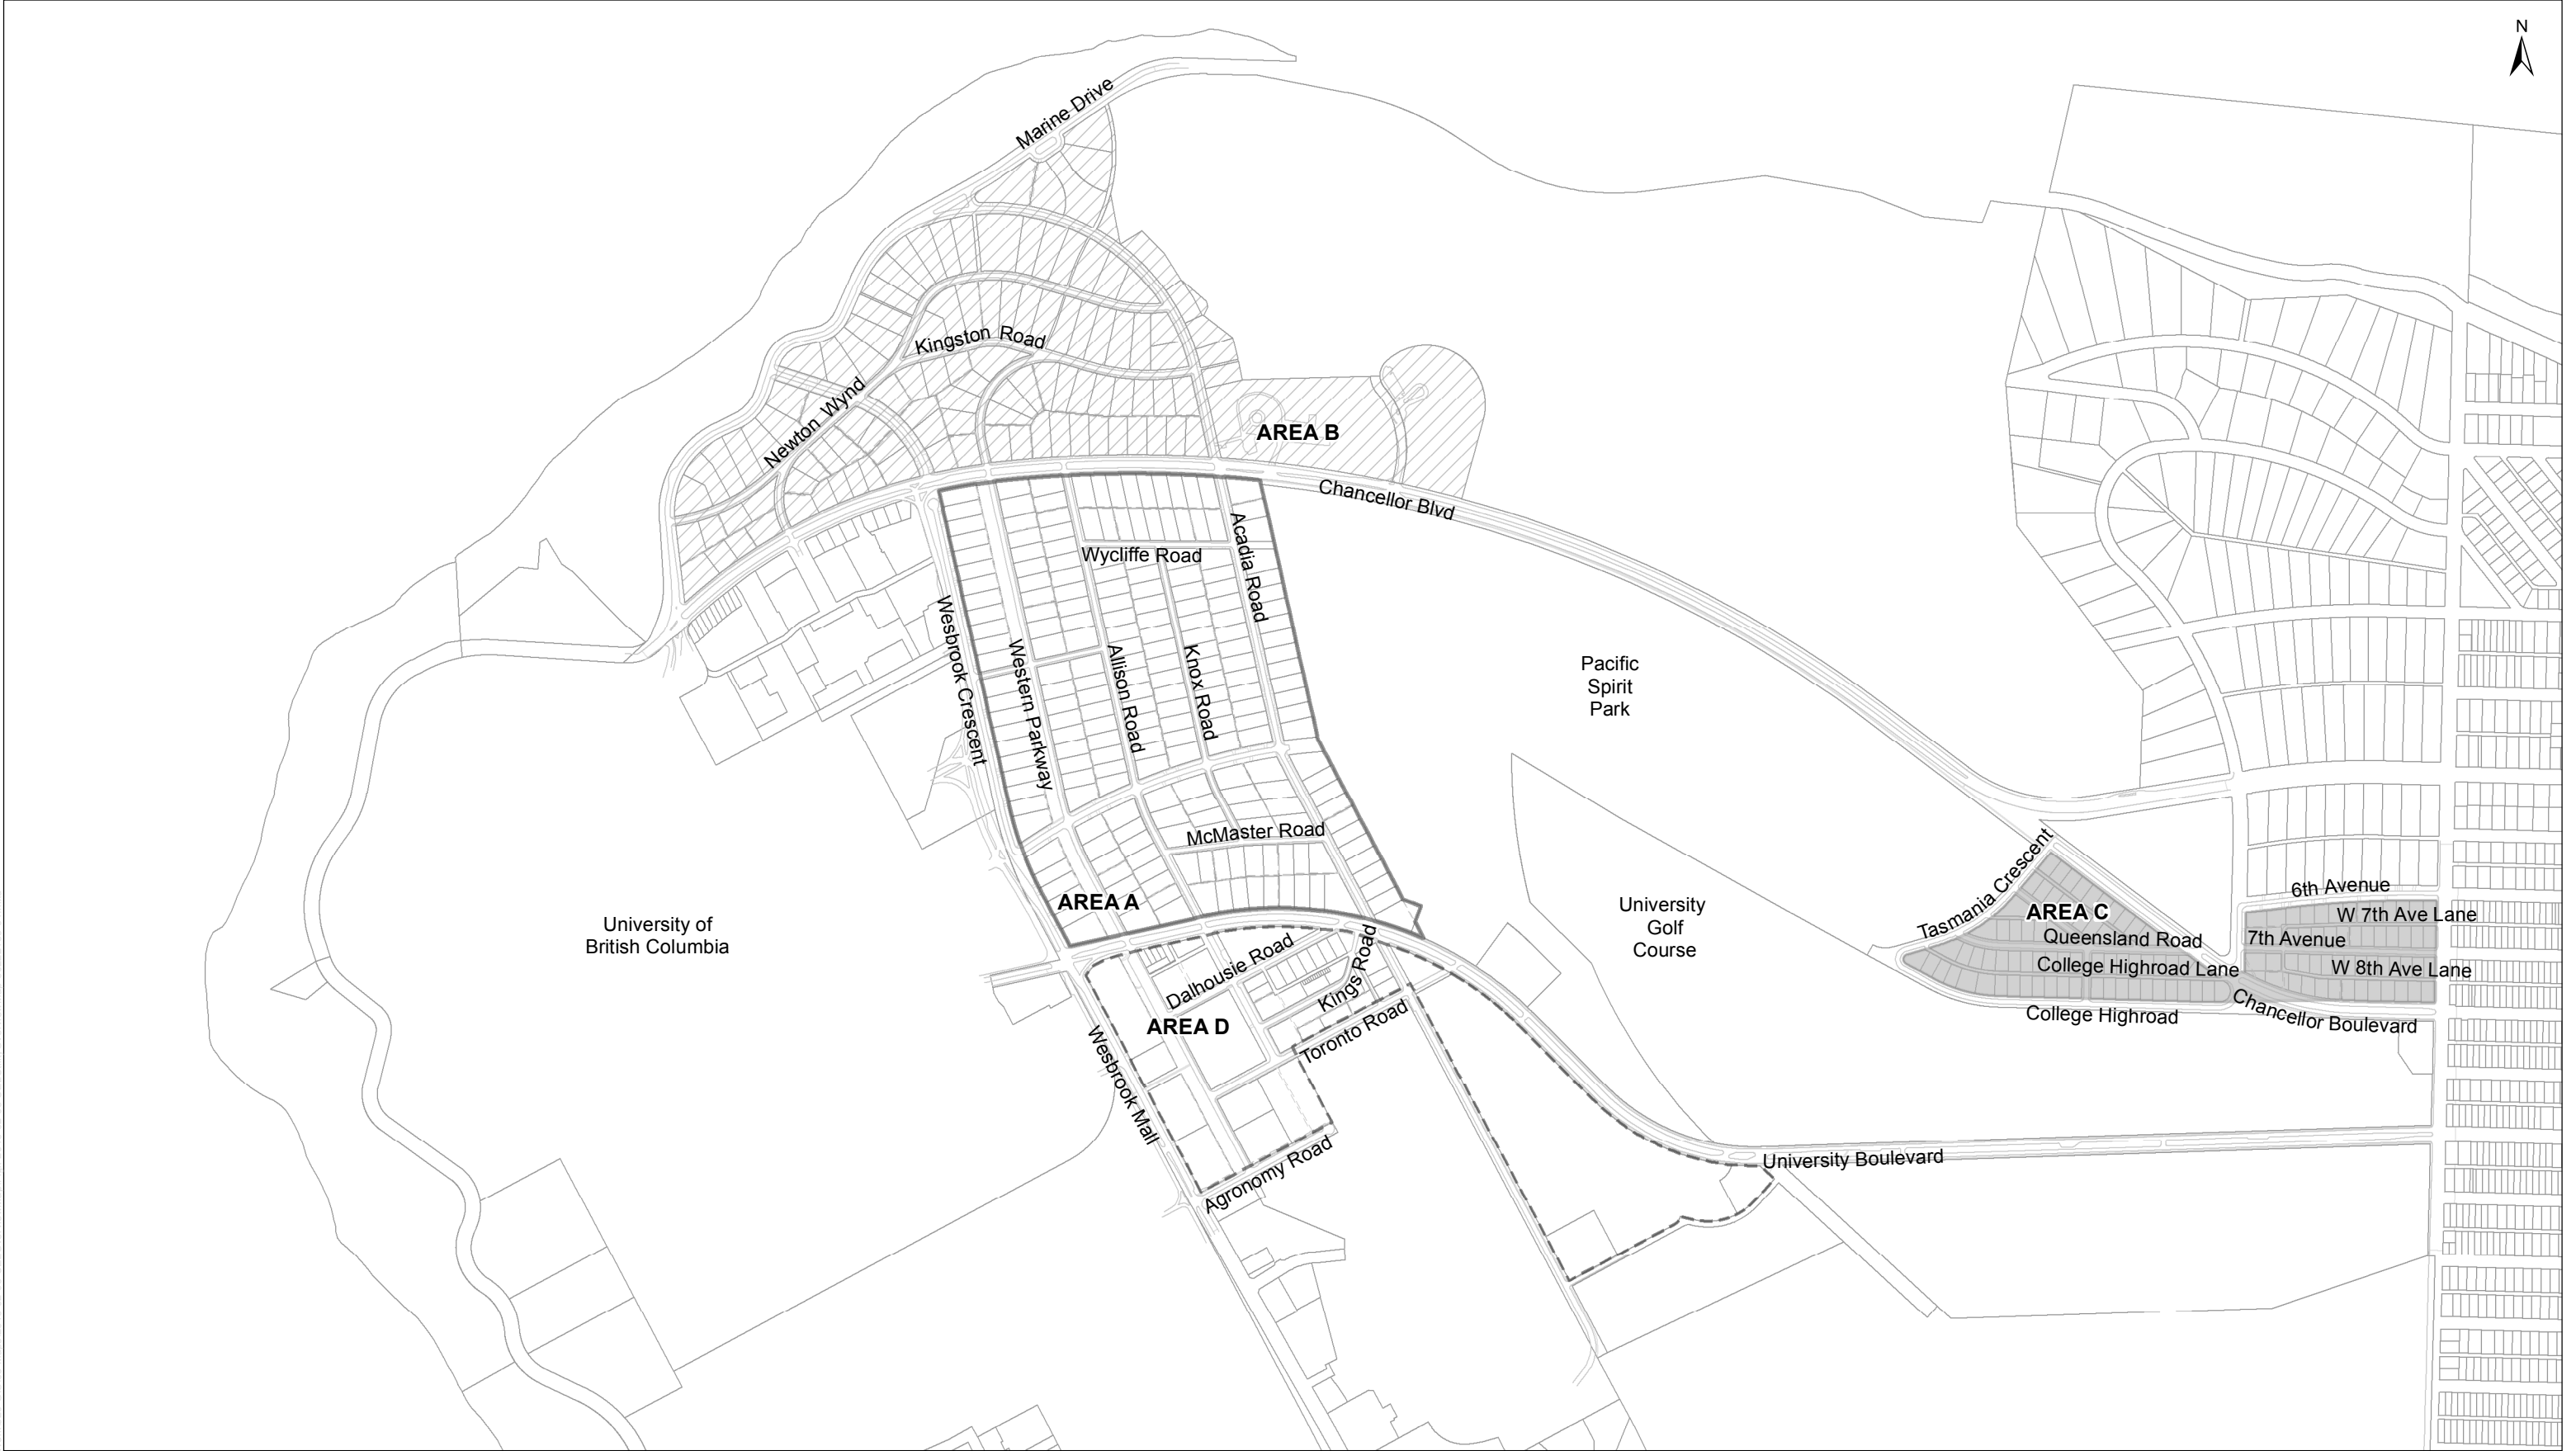 N
Marine Drive
Kingston Road
Newton Wynd
AREA B
Chancellor Blvd
Acadia Road
Wycliffe Road
Wesbrook Crescent
Western Parkway
Allison Road
Knox Road
Pacific
Spirit
Park
McMaster Road
Tasmania Crescent
6th Avenue
AREA A
University
Golf
Course
AREA C
W 7th Ave Lane
University of
British Columbia
Queensland Road
7th Avenue
Dalhousie Road
Kings Road
College Highroad Lane
W 8th Ave Lane
AREA D
Toronto Road
College Highroad
Chancellor Boulevard
Wesbrook Mall
Agronomy Road
University Boulevard